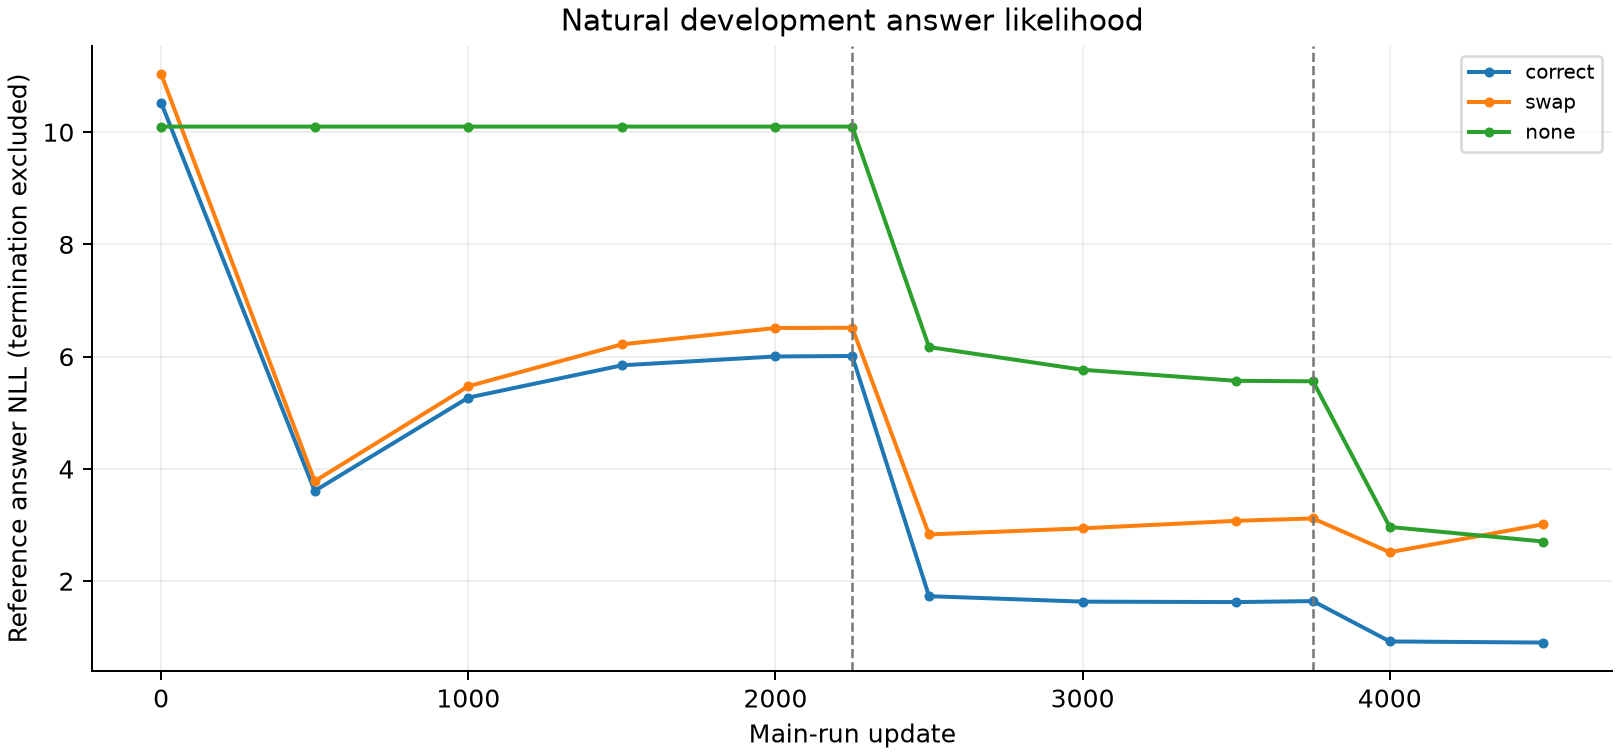 Natural development answer likelihood
Reference answer NLL (termination excluded)
10
8
6
4
2
correct
swap
none
0
1000
2000
3000
4000
Main-run update